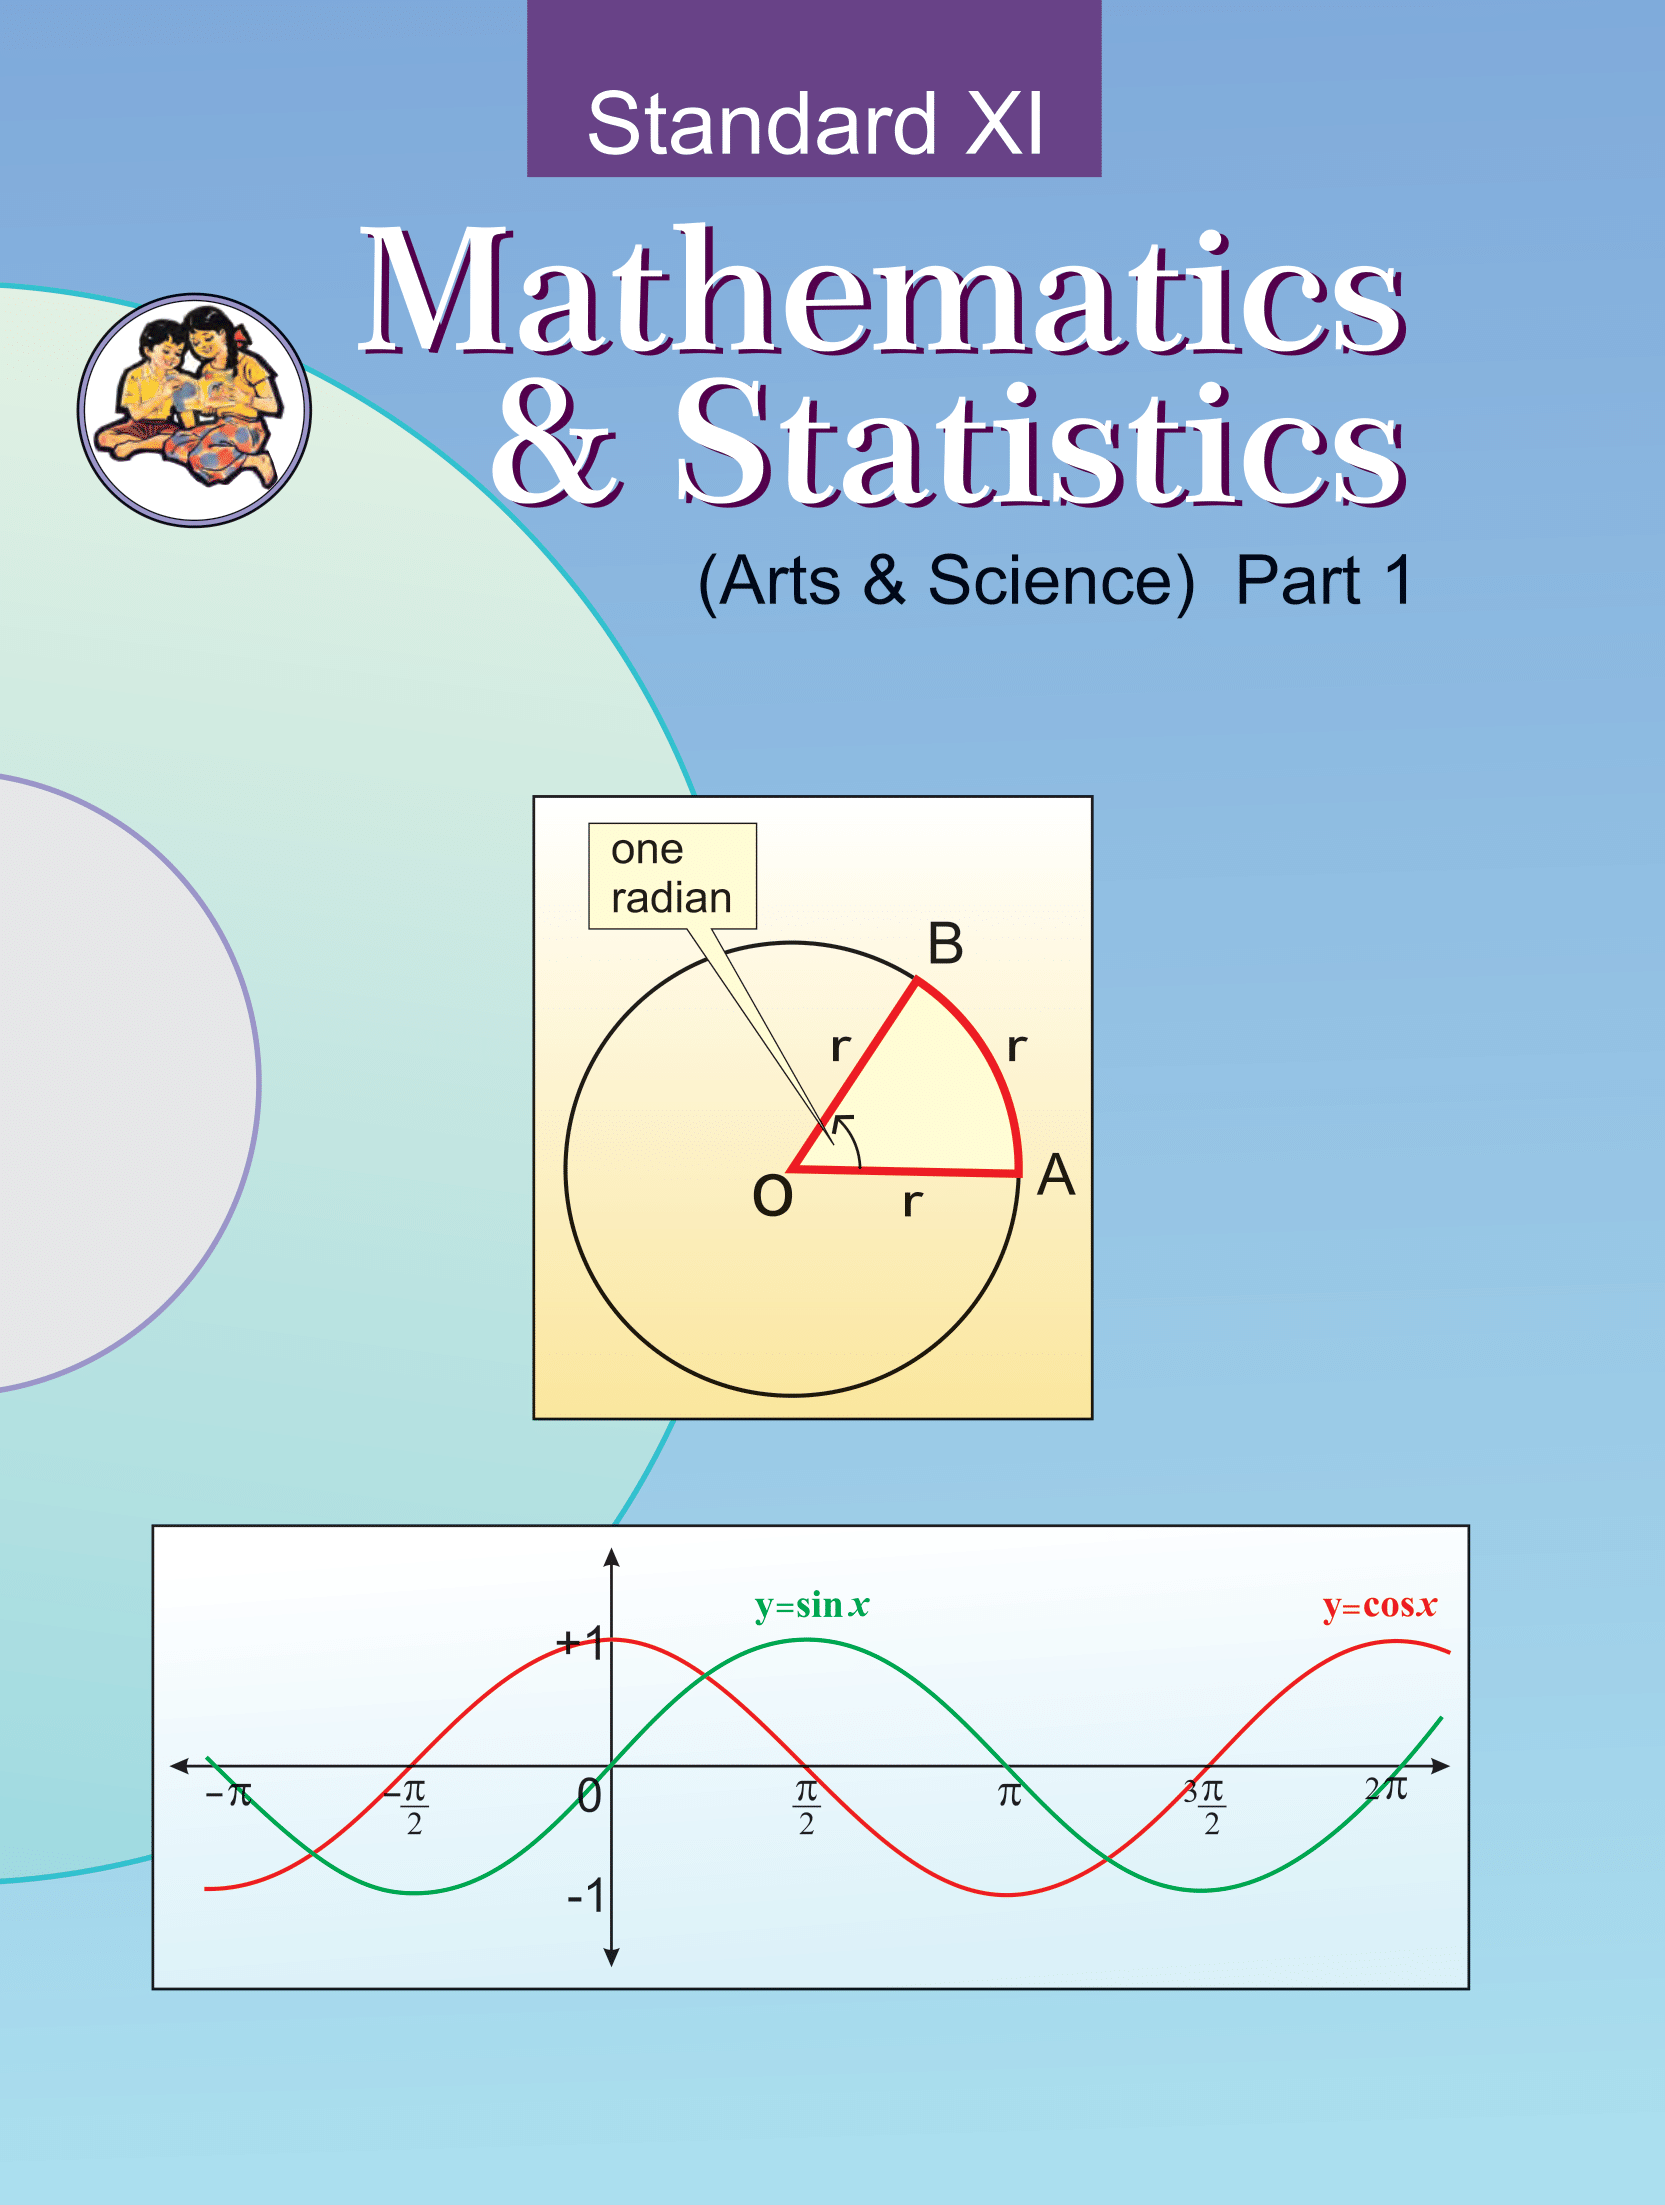 Standard XI
Mathematics
& Statistics
(Arts & Science) Part 1
one
radian
B
r
r
O
r
A
y=sin x
y=cosx
+1
-π
-π/2
0
π/2
π
3π/2
2π
-1